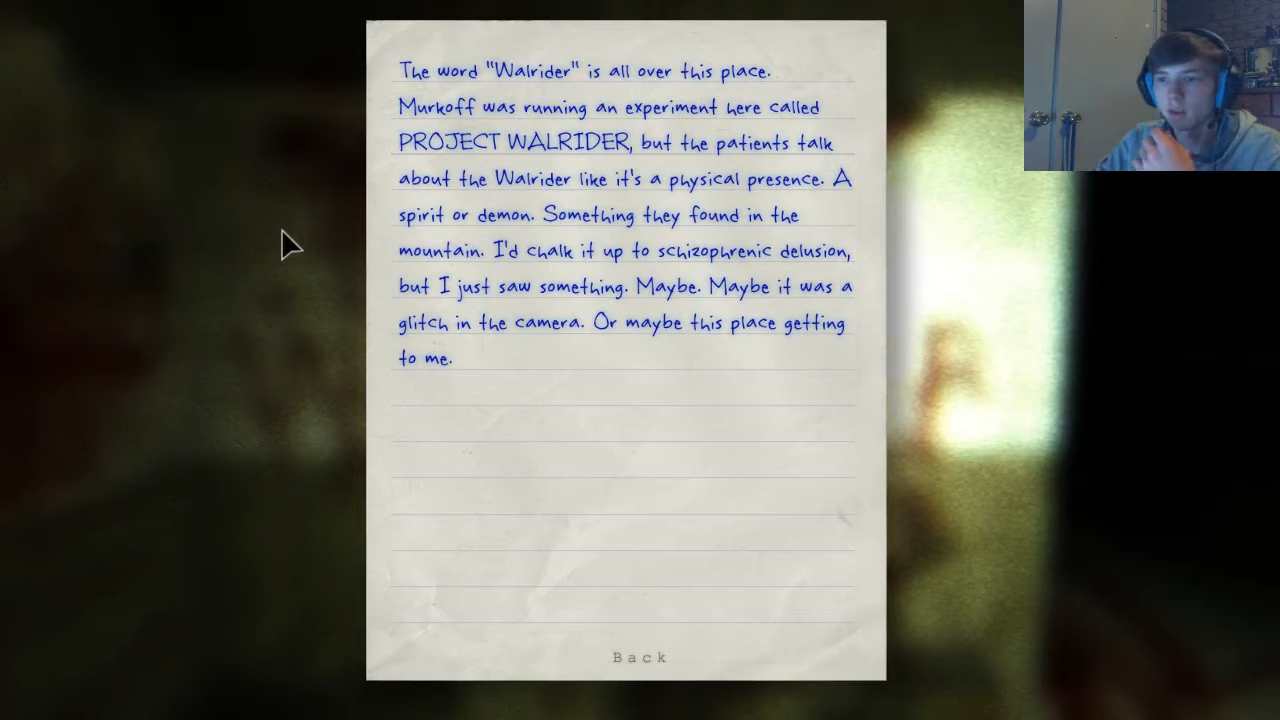 The word "Walrider" is all over this place.
Murkoff was running an experiment here called
PROJECT WALRIDER, but the patients talk
about the Walrider like it's a physical presence. A
spirit or demon. Something they found in the
mountain. I'd chalk it up to schizophrenic delusion,
but I just saw something. Maybe. Maybe it was a
glitch in the camera. Or maybe this place getting
to me.
Back